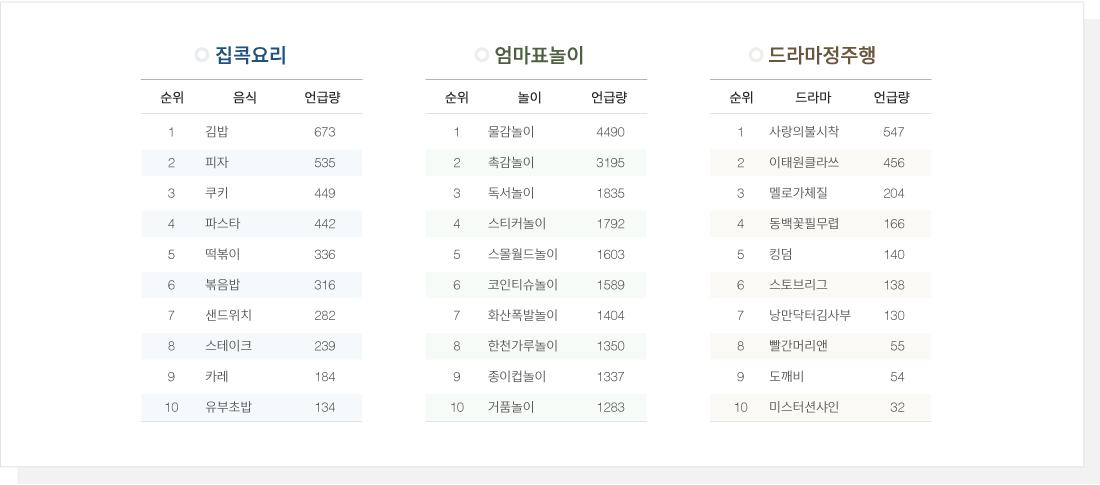 집콕요리
순위 음식 언급량
1 김밥 673
2 피자 535
3 쿠키 449
4 파스타 442
5 떡볶이 336
6 볶음밥 316
7 샌드위치 282
8 스테이크 239
9 카레 184
10 유부초밥 134
엄마표놀이
순위 놀이 언급량
1 물감놀이 4490
2 촉감놀이 3195
3 독서놀이 1835
4 스티커놀이 1792
5 스몰월드놀이 1603
6 코인티슈놀이 1589
7 화산폭발놀이 1404
8 한천가루놀이 1350
9 종이컵놀이 1337
10 거품놀이 1283
드라마정주행
순위 드라마 언급량
1 사랑의불시착 547
2 이태원클라쓰 456
3 멜로가체질 204
4 동백꽃필무렵 166
5 킹덤 140
6 스토브리그 138
7 낭만닥터김사부 130
8 빨간머리앤 55
9 도깨비 54
10 미스터션샤인 32